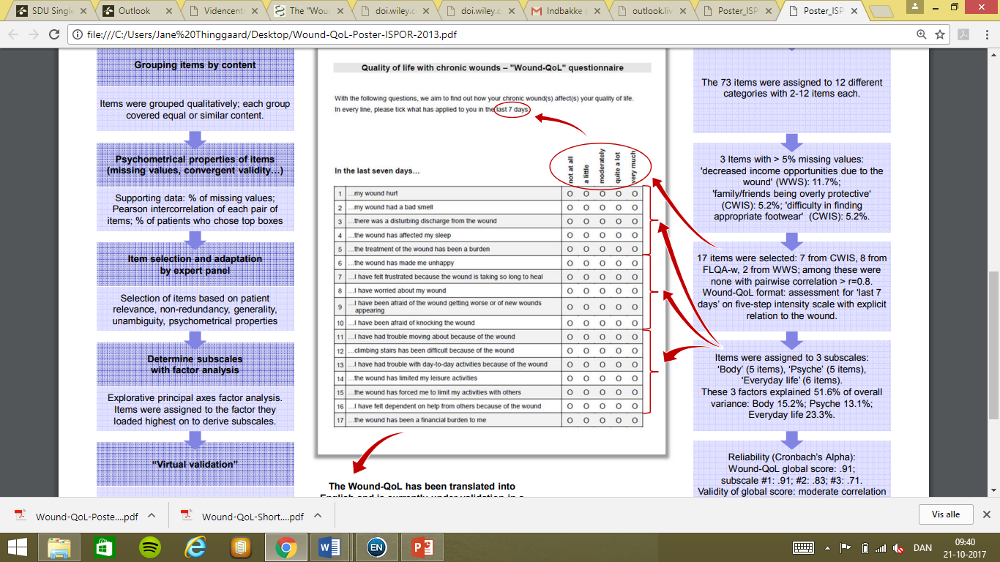 SDU Single
Outlook
Videncent
The "Wou
doi.wiley.c
doi.wiley.c
Indbakke (
outlook.liv
Poster_ISP
Poster_ISP
file:///C:/Users/Jane%20Thinggaard/Desktop/Wound-QoL-Poster-ISPOR-2013.pdf
Grouping items by content
Items were grouped qualitatively; each group
covered equal or similar content.
Psychometrical properties of items
(missing values, convergent validity…)
Supporting data: % of missing values;
Pearson intercorrelation of each pair of
items; % of patients who chose top boxes
Item selection and adaptation
by expert panel
Selection of items based on patient
relevance, non-redundancy, generality,
unambiguity, psychometrical properties
Determine subscales
with factor analysis
Explorative principal axes factor analysis.
Items were assigned to the factor they
loaded highest on to derive subscales.
“Virtual validation”
Quality of life with chronic wounds – "Wound-QoL" questionnaire
With the following questions, we aim to find out how your chronic wound(s) affect(s) your quality of life.
In every line, please tick what has applied to you in the last 7 days.
In the last seven days…
not at all
a little
moderately
quite a lot
very much
1 …my wound hurt O O O O O
2 …my wound had a bad smell O O O O O
3 …there was a disturbing discharge from the wound O O O O O
4 …the wound has affected my sleep O O O O O
5 …the treatment of the wound has been a burden O O O O O
6 …the wound has made me unhappy O O O O O
7 …I have felt frustrated because the wound is taking so long to heal O O O O O
8 …I have worried about my wound O O O O O
9 …I have been afraid of the wound getting worse or of new wounds
appearing O O O O O
10 …I have been afraid of knocking the wound O O O O O
11 …I have had trouble moving about because of the wound O O O O O
12 …climbing stairs has been difficult because of the wound O O O O O
13 …I have had trouble with day-to-day activities because of the wound O O O O O
14 …the wound has limited my leisure activities O O O O O
15 …the wound has forced me to limit my activities with others O O O O O
16 …I have felt dependent on help from others because of the wound O O O O O
17 …the wound has been a financial burden to me O O O O O
The Wound-QoL has been translated into
English and is currently under validation in a
The 73 items were assigned to 12 different
categories with 2-12 items each.
3 Items with > 5% missing values:
'decreased income opportunities due to the
wound' (WWS): 11.7%;
'family/friends being overly protective'
(CWIS): 5.2%; 'difficulty in finding
appropriate footwear' (CWIS): 5.2%.
17 items were selected: 7 from CWIS, 8 from
FLQA-w, 2 from WWS; among these were
none with pairwise correlation > r=0.8.
Wound-QoL format: assessment for ‘last 7
days’ on five-step intensity scale with explicit
relation to the wound.
Items were assigned to 3 subscales:
‘Body’ (5 items), ‘Psyche’ (5 items),
‘Everyday life’ (6 items).
These 3 factors explained 51.6% of overall
variance: Body 15.2%; Psyche 13.1%;
Everyday life 23.3%.
Reliability (Cronbach’s Alpha):
Wound-QoL global score: .91;
subscale #1: .91; #2: .83; #3: .71.
Validity of global score: moderate correlation
Wound-QoL-Poste....pdf
Wound-QoL-Short....pdf
Vis alle
EN
DAN
09:40
21-10-2017